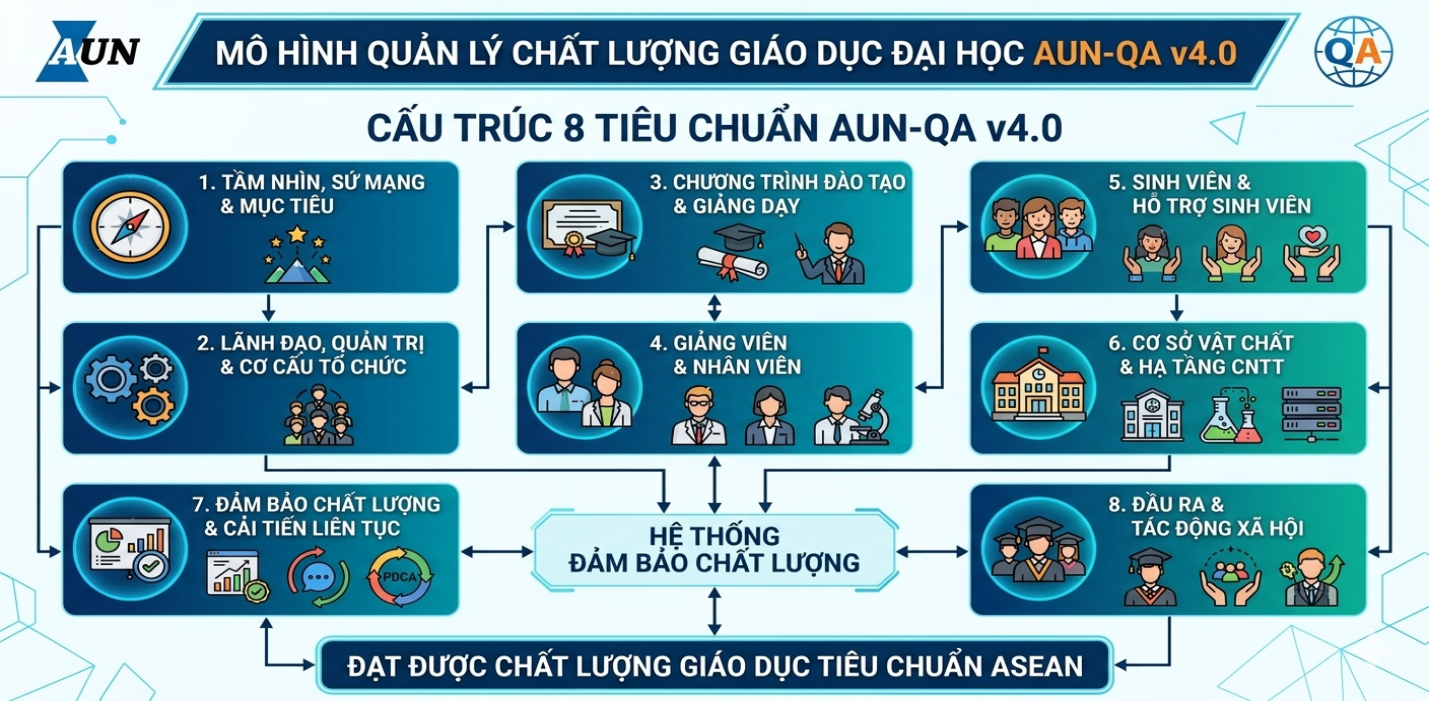 AUN
MÔ HÌNH QUẢN LÝ CHẤT LƯỢNG GIÁO DỤC ĐẠI HỌC AUN-QA v4.0
QA
CẤU TRÚC 8 TIÊU CHUẨN AUN-QA v4.0
1. TẦM NHÌN, SỨ MẠNG
& MỤC TIÊU
3. CHƯƠNG TRÌNH ĐÀO TẠO
& GIẢNG DẠY
5. SINH VIÊN &
HỖ TRỢ SINH VIÊN
2. LÃNH ĐẠO, QUẢN TRỊ
& CƠ CẤU TỔ CHỨC
4. GIẢNG VIÊN
& NHÂN VIÊN
6. CƠ SỞ VẬT CHẤT
& HẠ TẦNG CNTT
7. ĐẢM BẢO CHẤT LƯỢNG
& CẢI TIẾN LIÊN TỤC
PDCA
HỆ THỐNG
ĐẢM BẢO CHẤT LƯỢNG
8. ĐẦU RA &
TÁC ĐỘNG XÃ HỘI
ĐẠT ĐƯỢC CHẤT LƯỢNG GIÁO DỤC TIÊU CHUẨN ASEAN